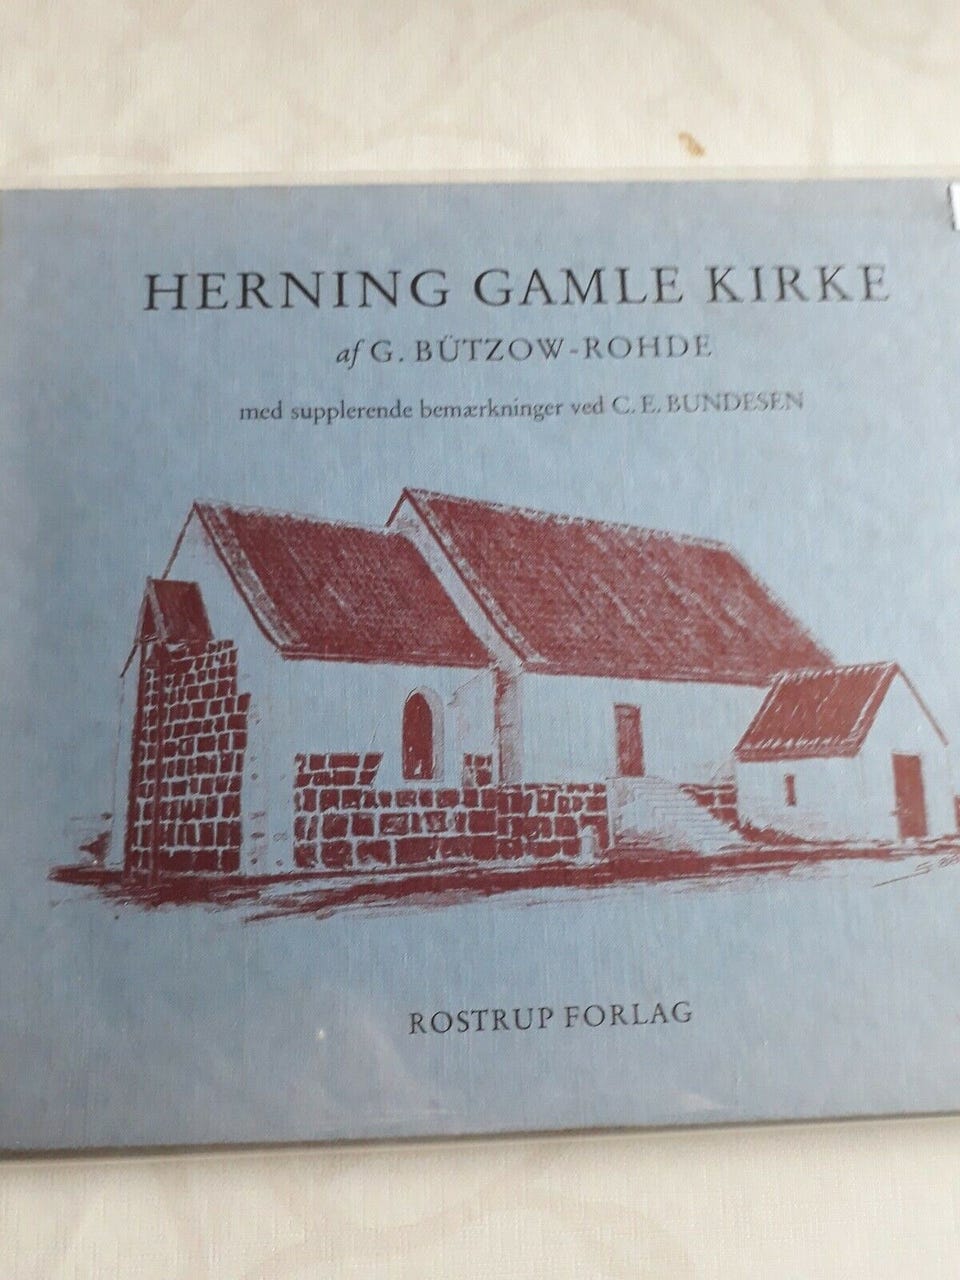 HERNING GAMLE KIRKE
af G. BÜTZOW-ROHDE
med supplerende bemærkninger ved C. E. BUNDESEN
ROSTRUP FORLAG